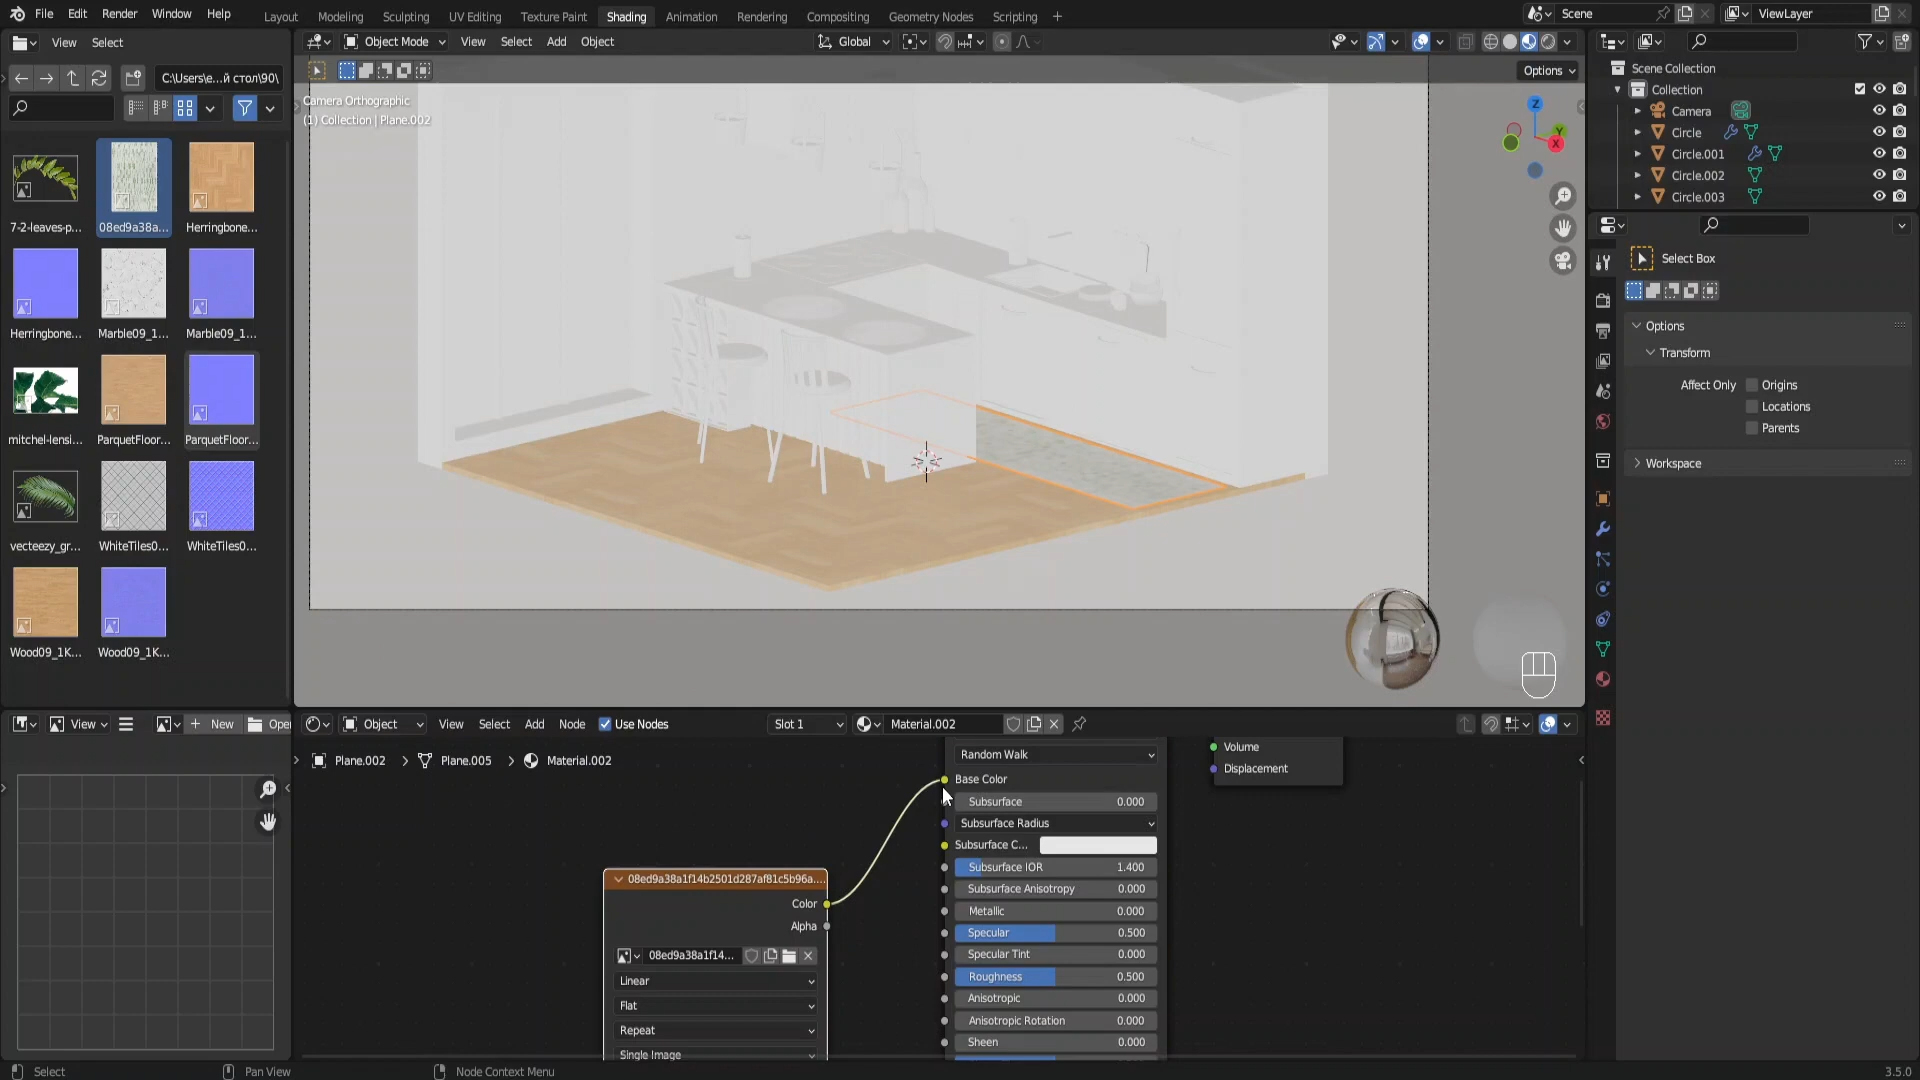 File Edit Render Window Help
Layout Modeling Sculpting UV Editing Texture Paint Shading Animation Rendering Compositing Geometry Nodes Scripting +
Scene
ViewLayer
View Select
Object Mode View Select Add Object
Global
C:\Users\e...й стол\90\
Options
Camera Orthographic
(1) Collection | Plane.002
Z
Y
X
7-2-leaves-p...
08ed9a38a...
Herringbone...
Herringbone...
Marble09_1...
Marble09_1...
mitchel-lensi...
ParquetFloor...
ParquetFloor...
vecteezy_gr...
WhiteTiles0...
WhiteTiles0...
Wood09_1K...
Wood09_1K...
Scene Collection
Collection
Camera
Circle
Circle.001
Circle.002
Circle.003
Select Box
Options
Transform
Affect Only Origins
Locations
Parents
Workspace
View
New
Open
Object View Select Add Node Use Nodes
Slot 1
Material.002
Plane.002 Plane.005 Material.002
08ed9a38a1f14b2501d287af81c5b96a....
Color
Alpha
08ed9a38a1f14...
Linear
Flat
Repeat
Single Image
Random Walk
Base Color
Subsurface 0.000
Subsurface Radius
Subsurface C...
Subsurface IOR 1.400
Subsurface Anisotropy 0.000
Metallic 0.000
Specular 0.500
Specular Tint 0.000
Roughness 0.500
Anisotropic 0.000
Anisotropic Rotation 0.000
Sheen 0.000
Volume
Displacement
Select
Pan View
Node Context Menu
3.5.0